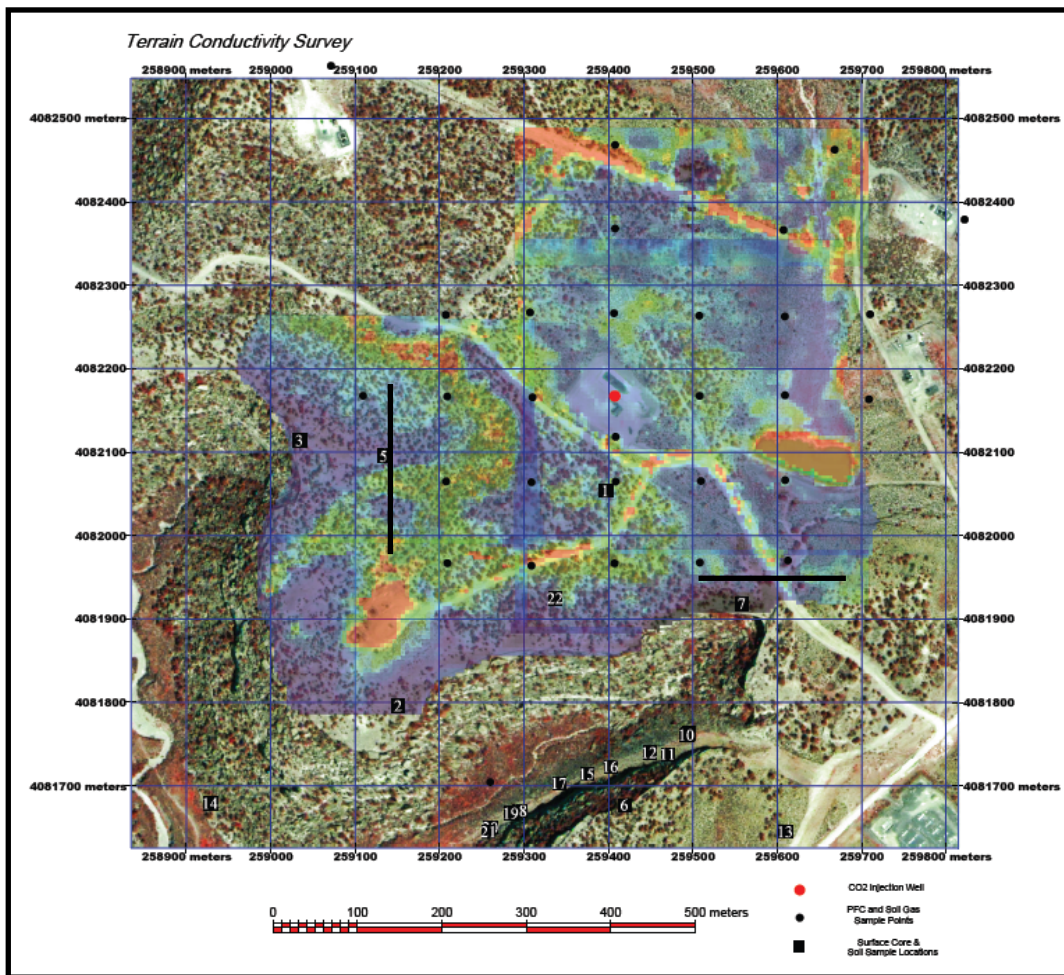 Terrain Conductivity Survey
258900 meters 259000 259100 259200 259300 259400 259500 259600 259700 259800 meters
4082500 meters 4082500 meters
4082400 4082400
4082300 4082300
4082200 4082200
3
5
4082100 4082100
1
4082000 4082000
22
7
4081900 4081900
2
4081800 4081800
10
12 11
16
15
17
4081700 meters 4081700 meters
14
6
19 8
13
21
258900 meters 259000 259100 259200 259300 259400 259500 259600 259700 259800 meters
CO2 Injection Well
PFC and Soil Gas
Sample Points
Surface Core &
Soil Sample Locations
0 100 200 300 400 500 meters